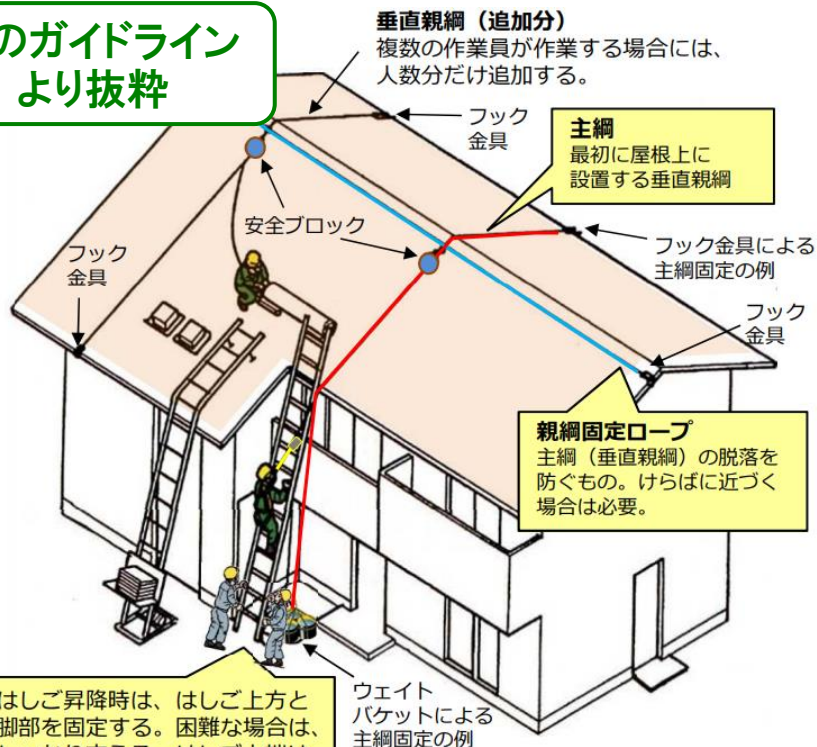 のガイドライン
より抜粋
垂直親綱（追加分）
複数の作業員が作業する場合には、
人数分だけ追加する。
フック
金具
主綱
最初に屋根上に
設置する垂直親綱
安全ブロック
フック
金具
フック金具による
主綱固定の例
フック
金具
親綱固定ロープ
主綱（垂直親綱）の脱落を
防ぐもの。けらばに近づく
場合は必要。
はしご昇降時は、はしご上方と
脚部を固定する。困難な場合は、
ウェイト
バケットによる
主綱固定の例